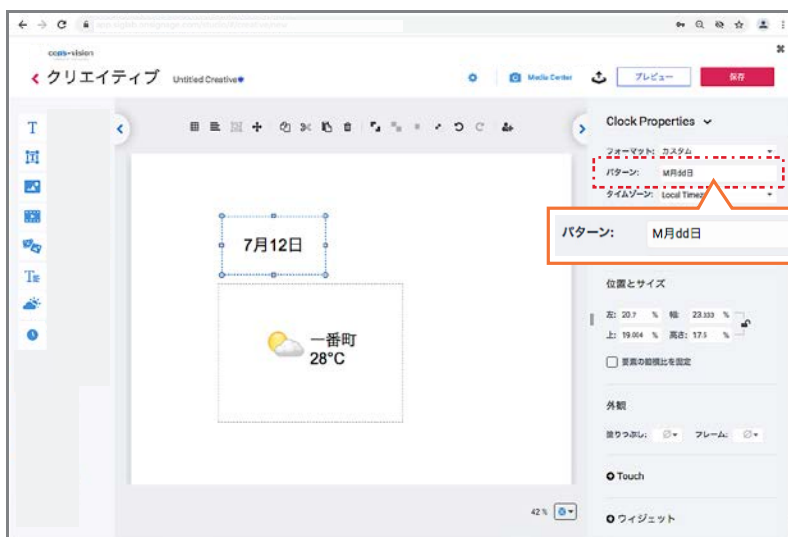 cops-vision
クリエイティブ Untitled Creative
Media Center
プレビュー
保存
Clock Properties
フォーマット: カスタム
パターン: M月dd日
タイムゾーン: Local Timez
パターン: M月dd日
7月12日
一番町
28°C
位置とサイズ
左: 20.7 % 幅: 23.333 %
上: 19.004 % 高さ: 17.5 %
要素の縦横比を固定
外観
塗りつぶし: フレーム:
Touch
42 %
ウィジェット